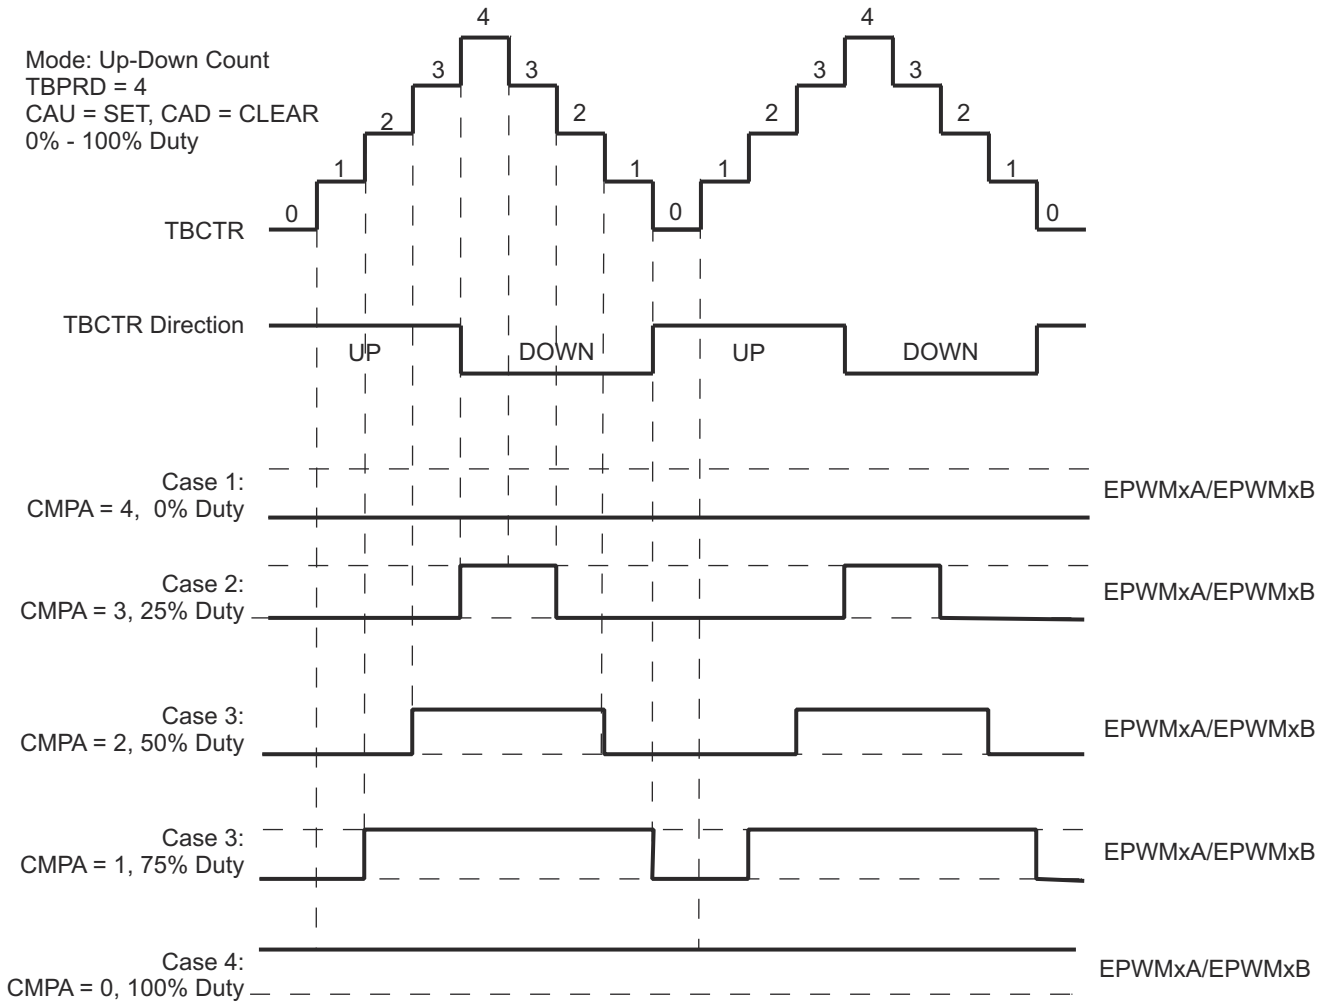 4
4
Mode: Up-Down Count
TBPRD = 4
CAU = SET, CAD = CLEAR
0% - 100% Duty
3
3
3
3
2
2
2
2
1
1
1
1
0
0
0
TBCTR
TBCTR Direction
UP
DOWN
UP
DOWN
Case 1:
CMPA = 4, 0% Duty
EPWMxA/EPWMxB
Case 2:
CMPA = 3, 25% Duty
EPWMxA/EPWMxB
Case 3:
CMPA = 2, 50% Duty
EPWMxA/EPWMxB
Case 3:
CMPA = 1, 75% Duty
EPWMxA/EPWMxB
Case 4:
CMPA = 0, 100% Duty
EPWMxA/EPWMxB